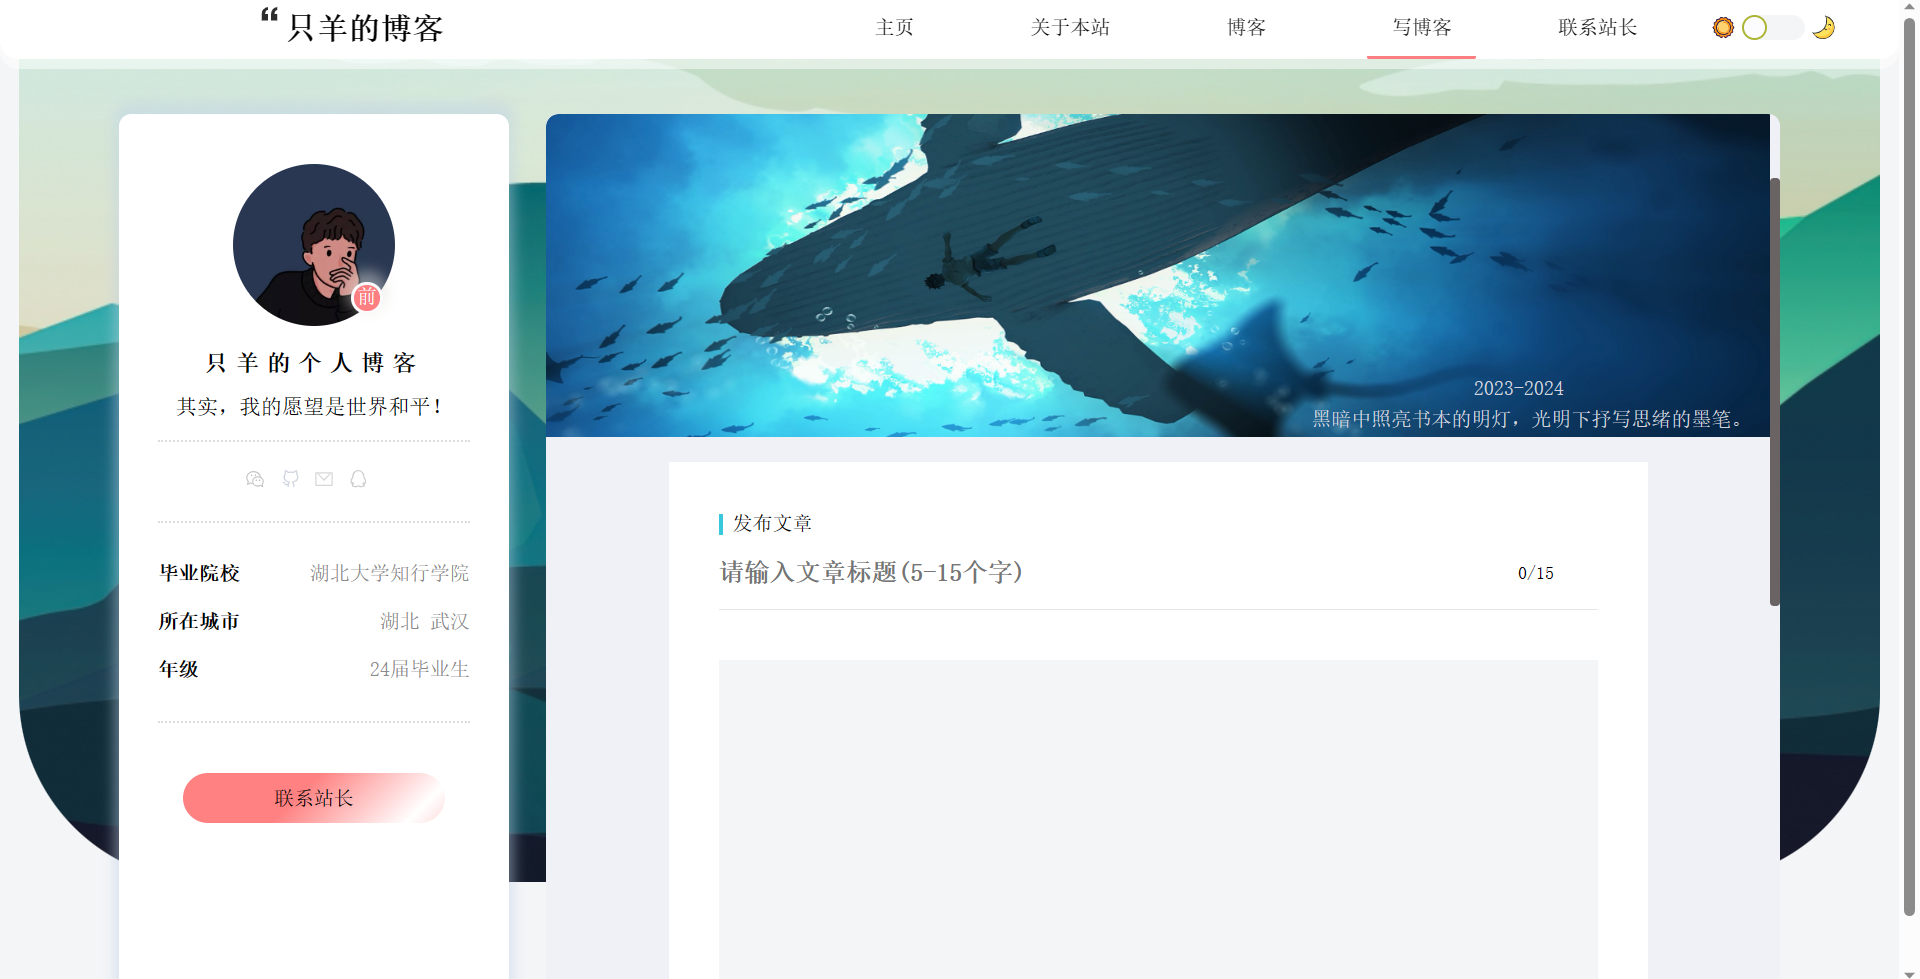 “ 只羊的博客
主页 关于本站 博客 写博客 联系站长
前
只羊的个人博客
其实，我的愿望是世界和平！
毕业院校 湖北大学知行学院
所在城市 湖北 武汉
年级 24届毕业生
联系站长
2023-2024
黑暗中照亮书本的明灯，光明下抒写思绪的墨笔。
发布文章
请输入文章标题(5-15个字) 0/15